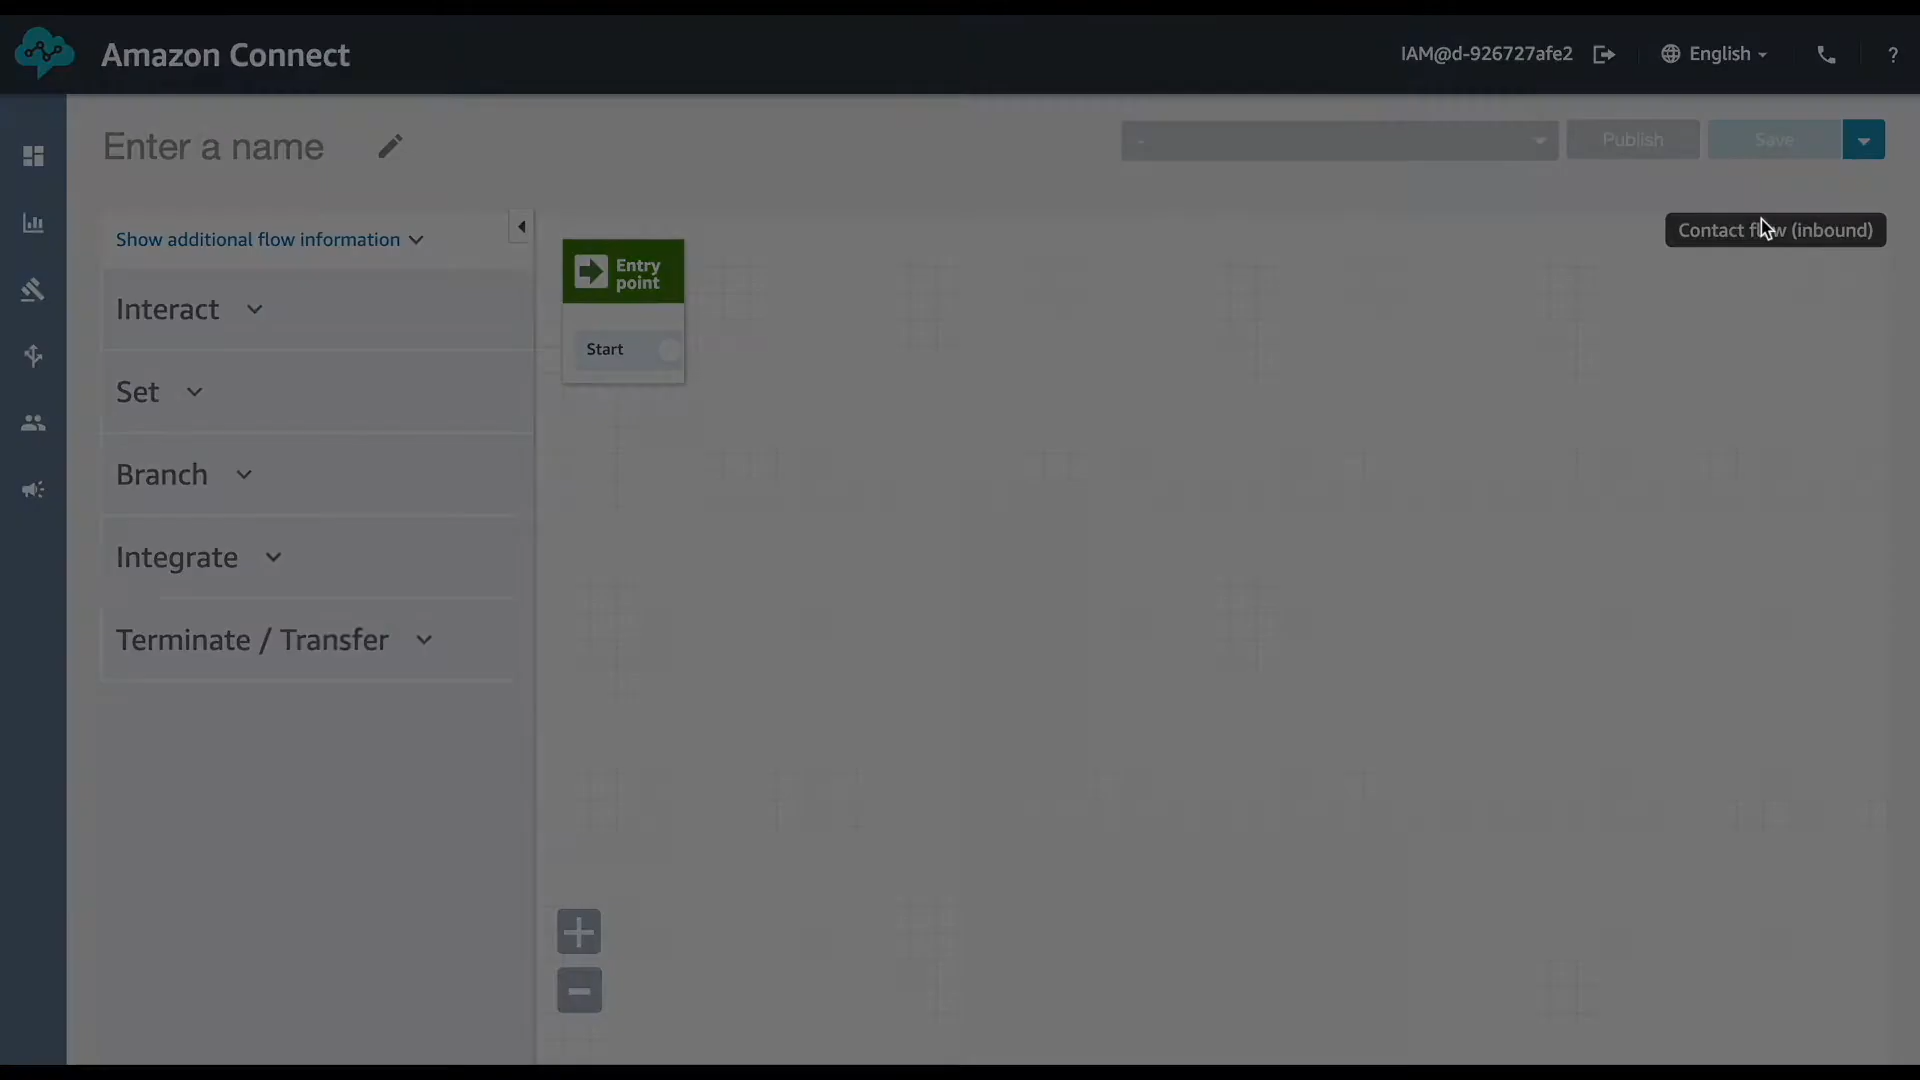 Amazon Connect
IAM@d-926727afe2
English
?
Enter a name
-
Publish
Save
Show additional flow information
Contact flow (inbound)
Entry
point
Start
Interact
Set
Branch
Integrate
Terminate / Transfer